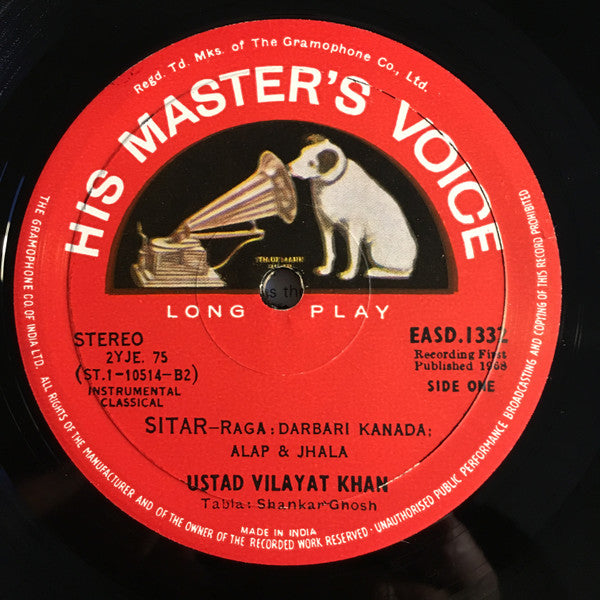 Regd. Td. Mks. of The Gramophone Co., Ltd.
HIS MASTER'S VOICE
LONG PLAY
STEREO
2YJE. 75
(ST.1-10514-B2)
INSTRUMENTAL
CLASSICAL
EASD.1332
Recording First
Published 1968
SIDE ONE
SITAR-RAGA: DARBARI KANADA;
ALAP & JHALA
USTAD VILAYAT KHAN
Tabla: Shankar Ghosh
MADE IN INDIA
THE GRAMOPHONE CO. OF INDIA LTD. ALL RIGHTS OF THE MANUFACTURER AND OF THE OWNER OF THE RECORDED WORK RESERVED · UNAUTHORISED PUBLIC PERFORMANCE BROADCASTING AND COPYING OF THIS RECORD PROHIBITED